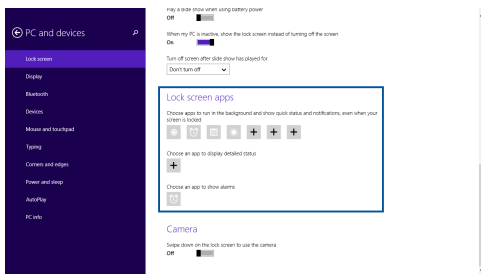 Play a slide show when using battery power
Off
PC and devices
When my PC is inactive, show the lock screen instead of turning off the screen
On
Lock screen
Turn off screen after slide show has played for
Don't turn off
Display
Bluetooth
Devices
Mouse and touchpad
Typing
Corners and edges
Power and sleep
AutoPlay
PC info
Lock screen apps
Choose apps to run in the background and show quick status and notifications, even when your
screen is locked
Choose an app to display detailed status
Choose an app to show alarms
Camera
Swipe down on the lock screen to use the camera
Off